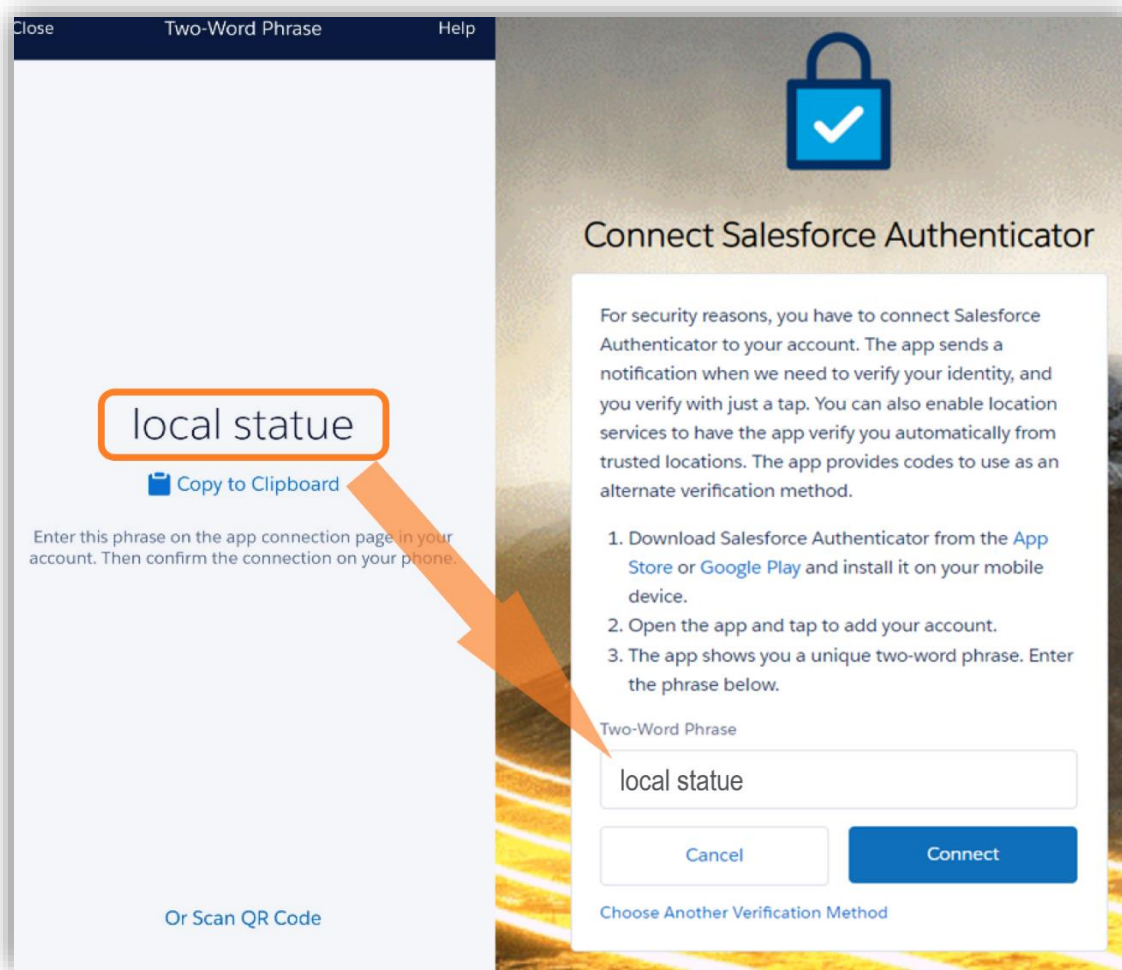 Close Two-Word Phrase Help
local statue
Copy to Clipboard
Enter this phrase on the app connection page in your
account. Then confirm the connection on your phone.
Or Scan QR Code
Connect Salesforce Authenticator
For security reasons, you have to connect Salesforce
Authenticator to your account. The app sends a
notification when we need to verify your identity, and
you verify with just a tap. You can also enable location
services to have the app verify you automatically from
trusted locations. The app provides codes to use as an
alternate verification method.
1. Download Salesforce Authenticator from the App
Store or Google Play and install it on your mobile
device.
2. Open the app and tap to add your account.
3. The app shows you a unique two-word phrase. Enter
the phrase below.
Two-Word Phrase
local statue
Cancel Connect
Choose Another Verification Method